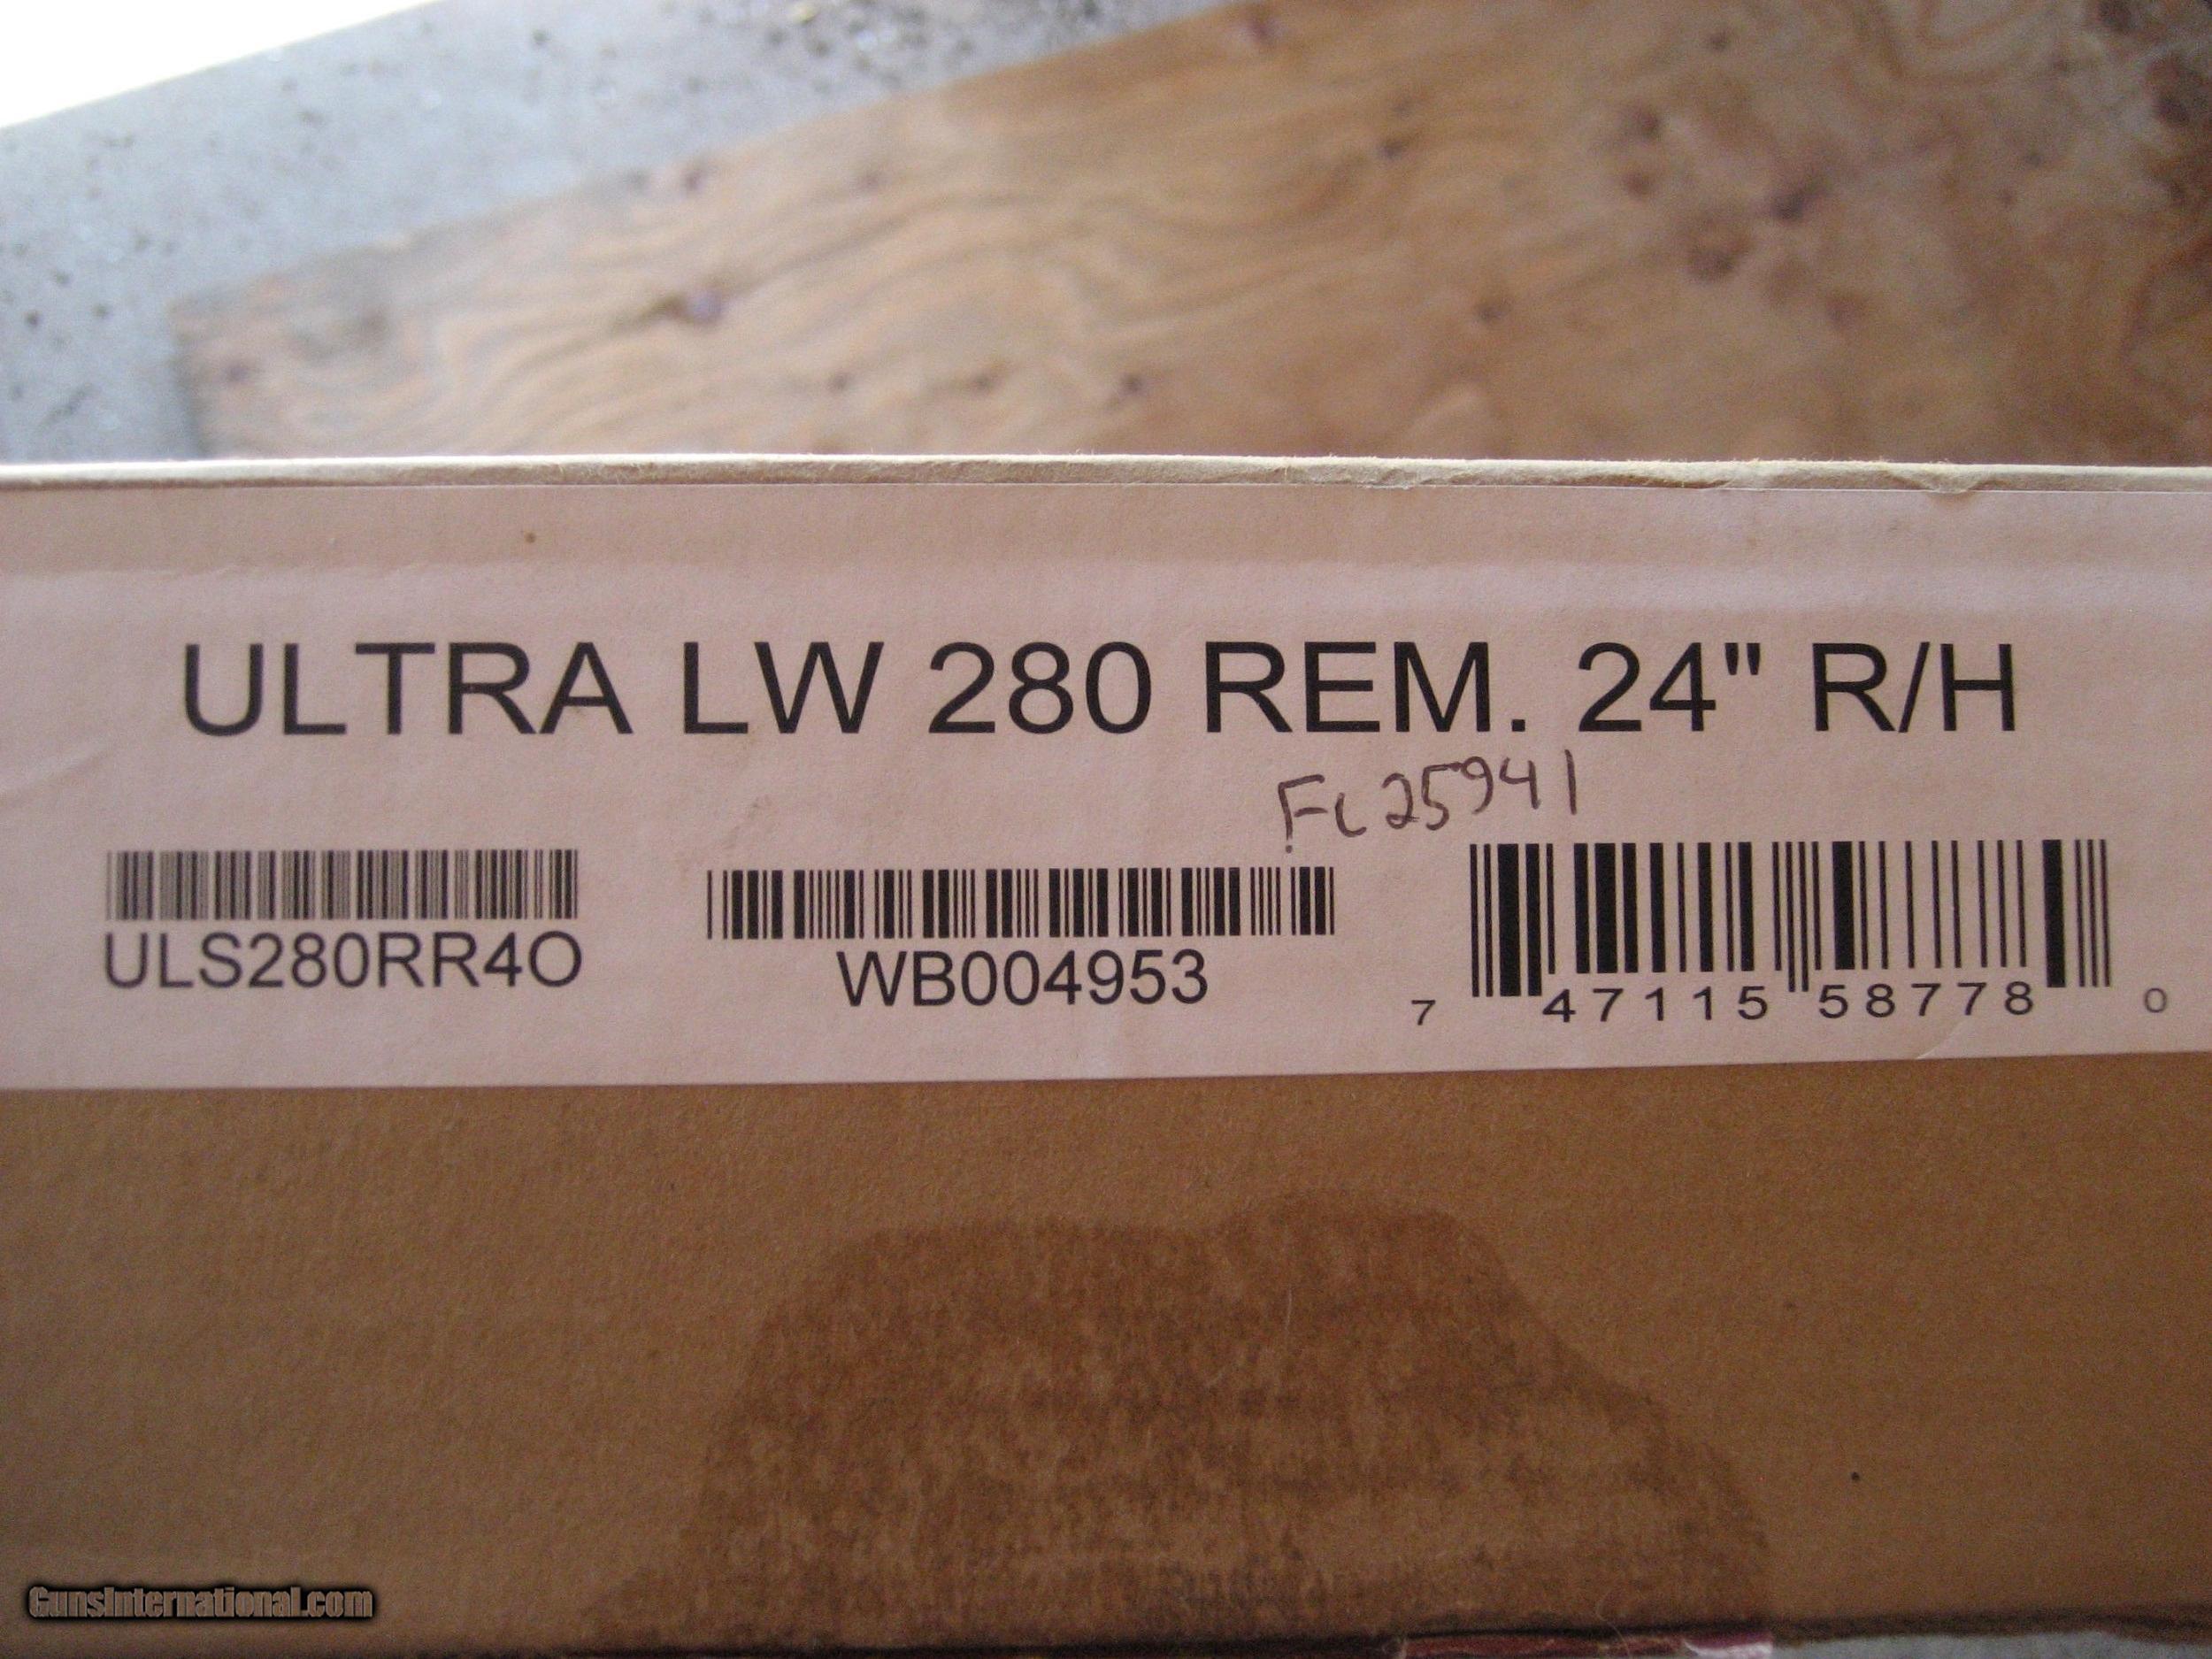 ULTRA LW 280 REM. 24" R/H
FC25941
ULS280RR4O
WB004953
7 47115 58778 0
GunsInternational.com